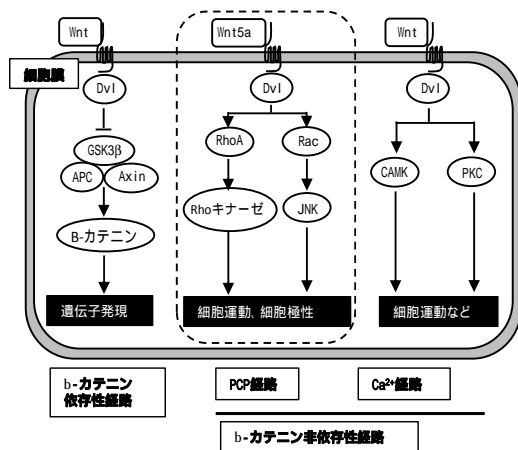 Wnt
Wnt5a
Wnt
細胞膜
Dvl
Dvl
Dvl
GSK3β
APC
Axin
RhoA
Rac
CAMK
PKC
B-カテニン
Rhoキナーゼ
JNK
遺伝子発現
細胞運動、細胞極性
細胞運動など
b-カテニン
依存性経路
PCP経路
Ca²⁺経路
b-カテニン非依存性経路